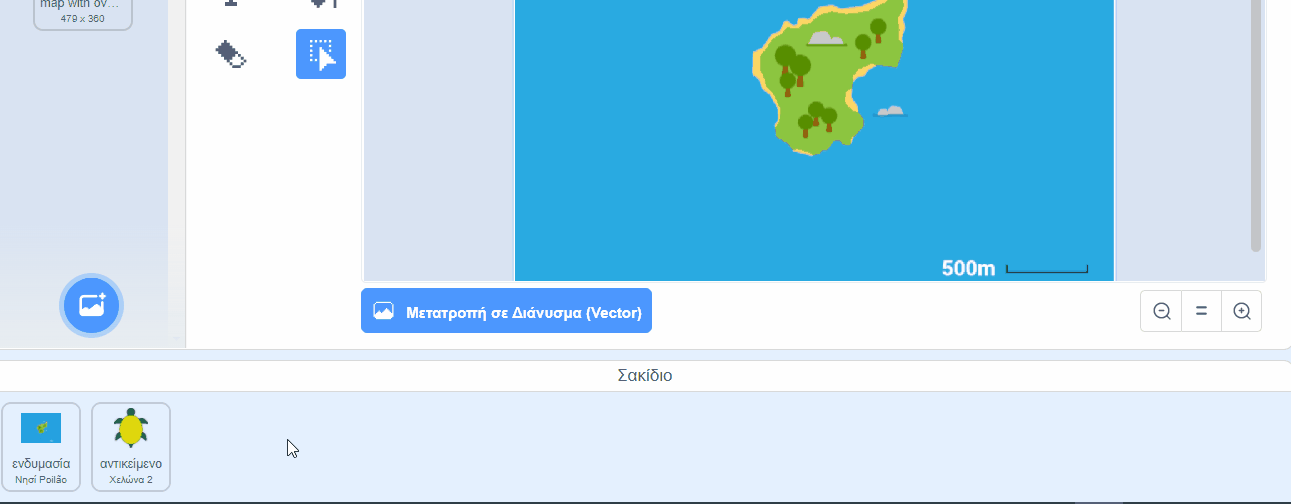 map with ov…
479 x 360
500m
Μετατροπή σε Διάνυσμα (Vector)
Σακίδιο
ενδυμασία
Νησί Poilão
αντικείμενο
Χελώνα 2